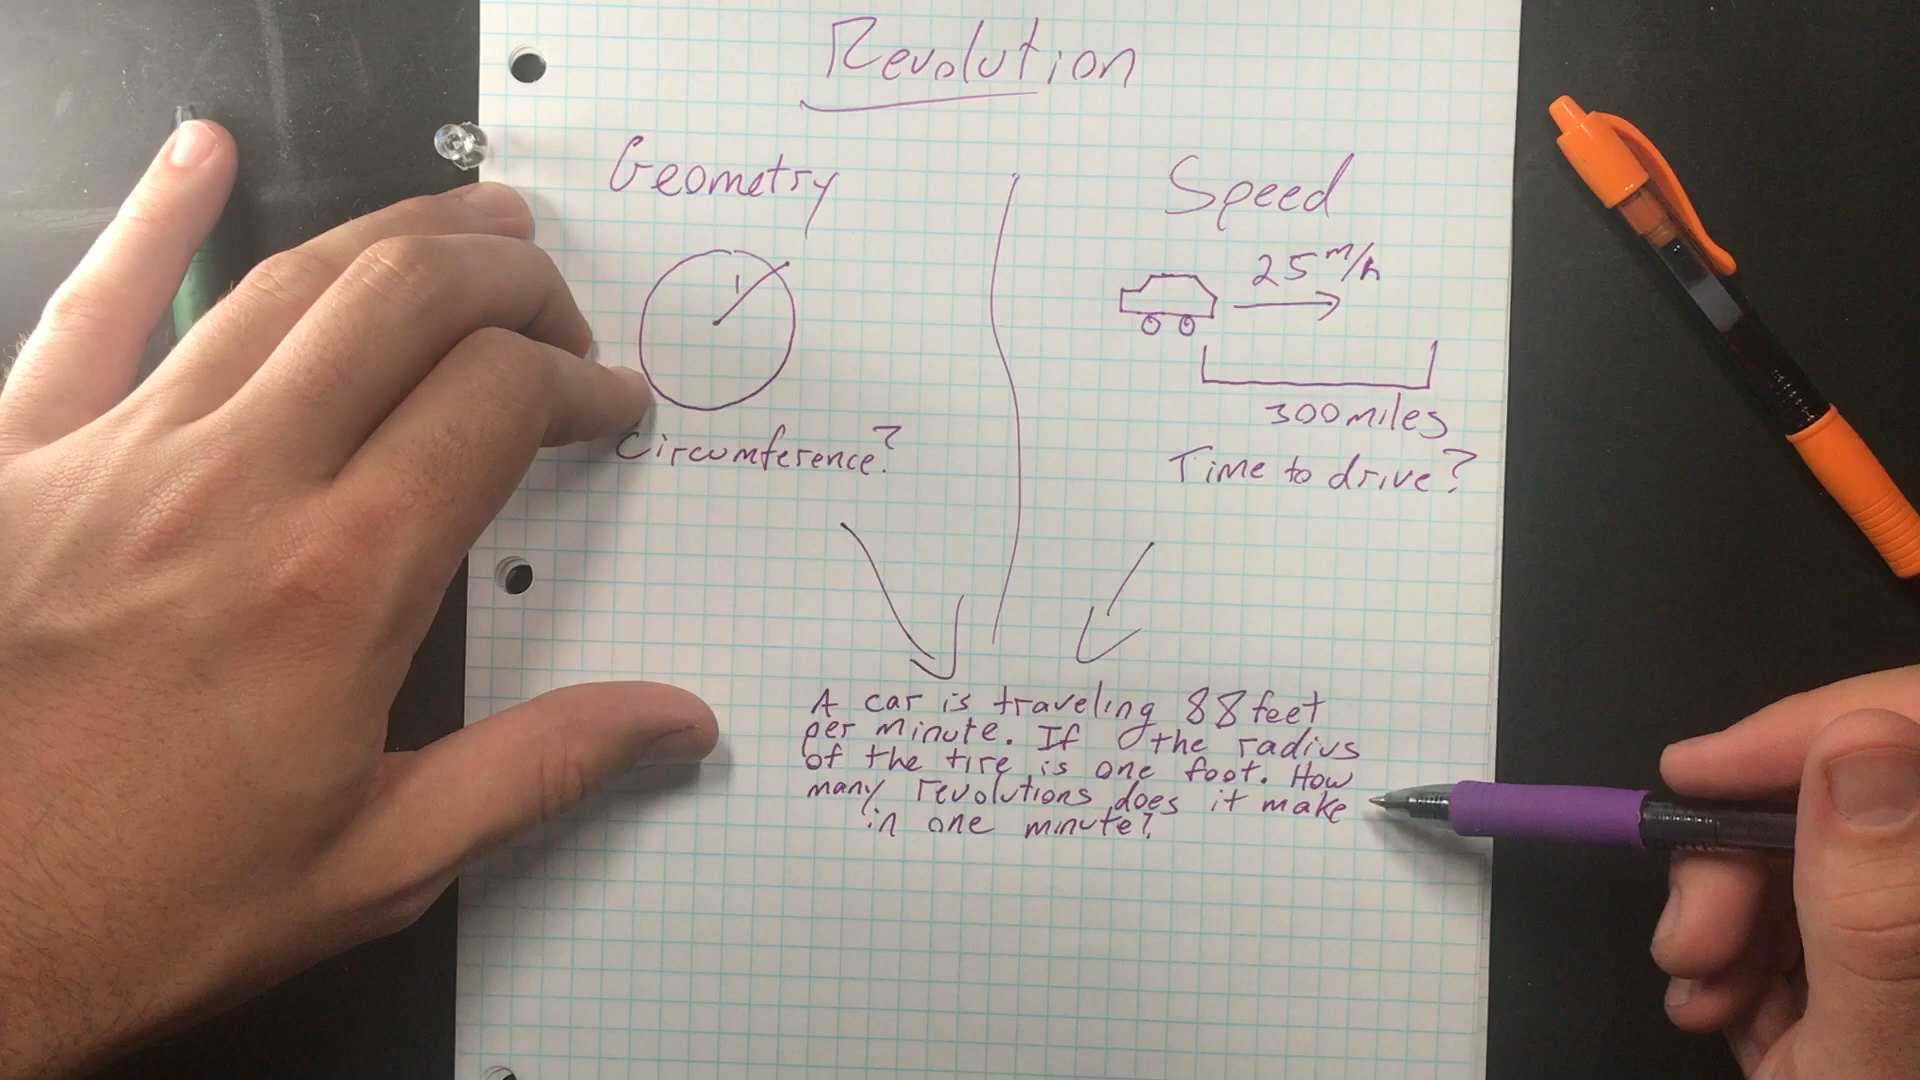 Revolution
Geometry
1
Circumference?
Speed
25 m/h
300 miles
Time to drive?
A car is traveling 88 feet
per minute. If the radius
of the tire is one foot. How
many revolutions does it make
in one minute?